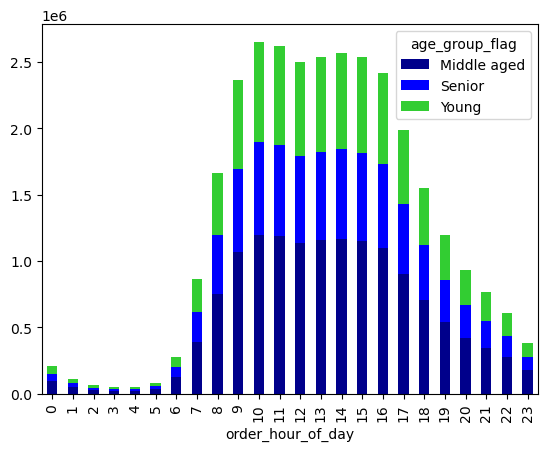 1e6
age_group_flag
Middle aged
Senior
Young
2.5
2.0
1.5
1.0
0.5
0.0
0 1 2 3 4 5 6 7 8 9 10 11 12 13 14 15 16 17 18 19 20 21 22 23
order_hour_of_day